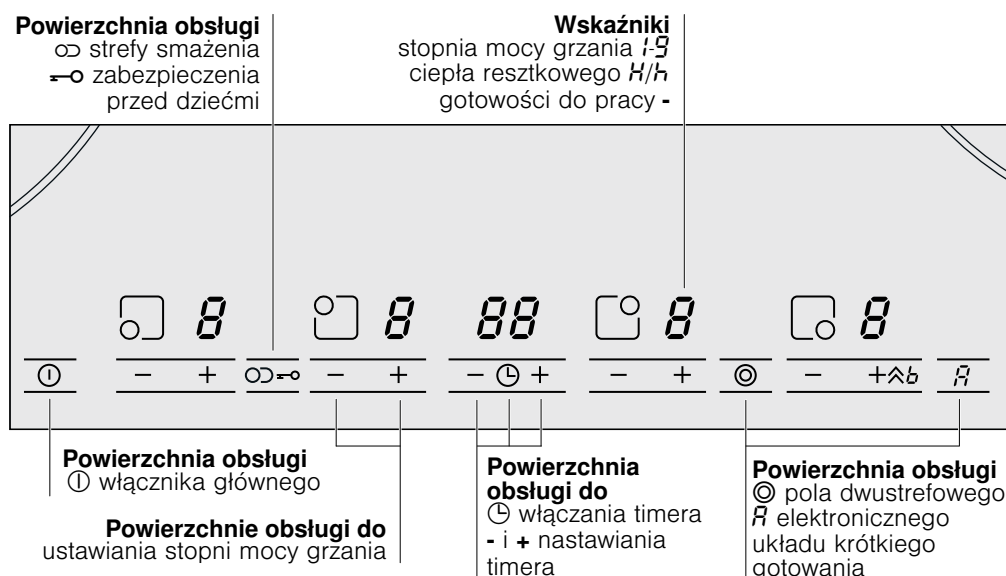 Powierzchnia obsługi
strefy smażenia
zabezpieczenia
przed dziećmi
Wskaźniki
stopnia mocy grzania 1-9
ciepła resztkowego H/h
gotowości do pracy -
8 8 88 8 8
- + - + - + - + - + b A
Powierzchnia obsługi
włącznika głównego
Powierzchnie obsługi do
ustawiania stopni mocy grzania
Powierzchnia
obsługi do
włączania timera
- i + nastawiania
timera
Powierzchnia obsługi
pola dwustrefowego
A elektronicznego
układu krótkiego
gotowania